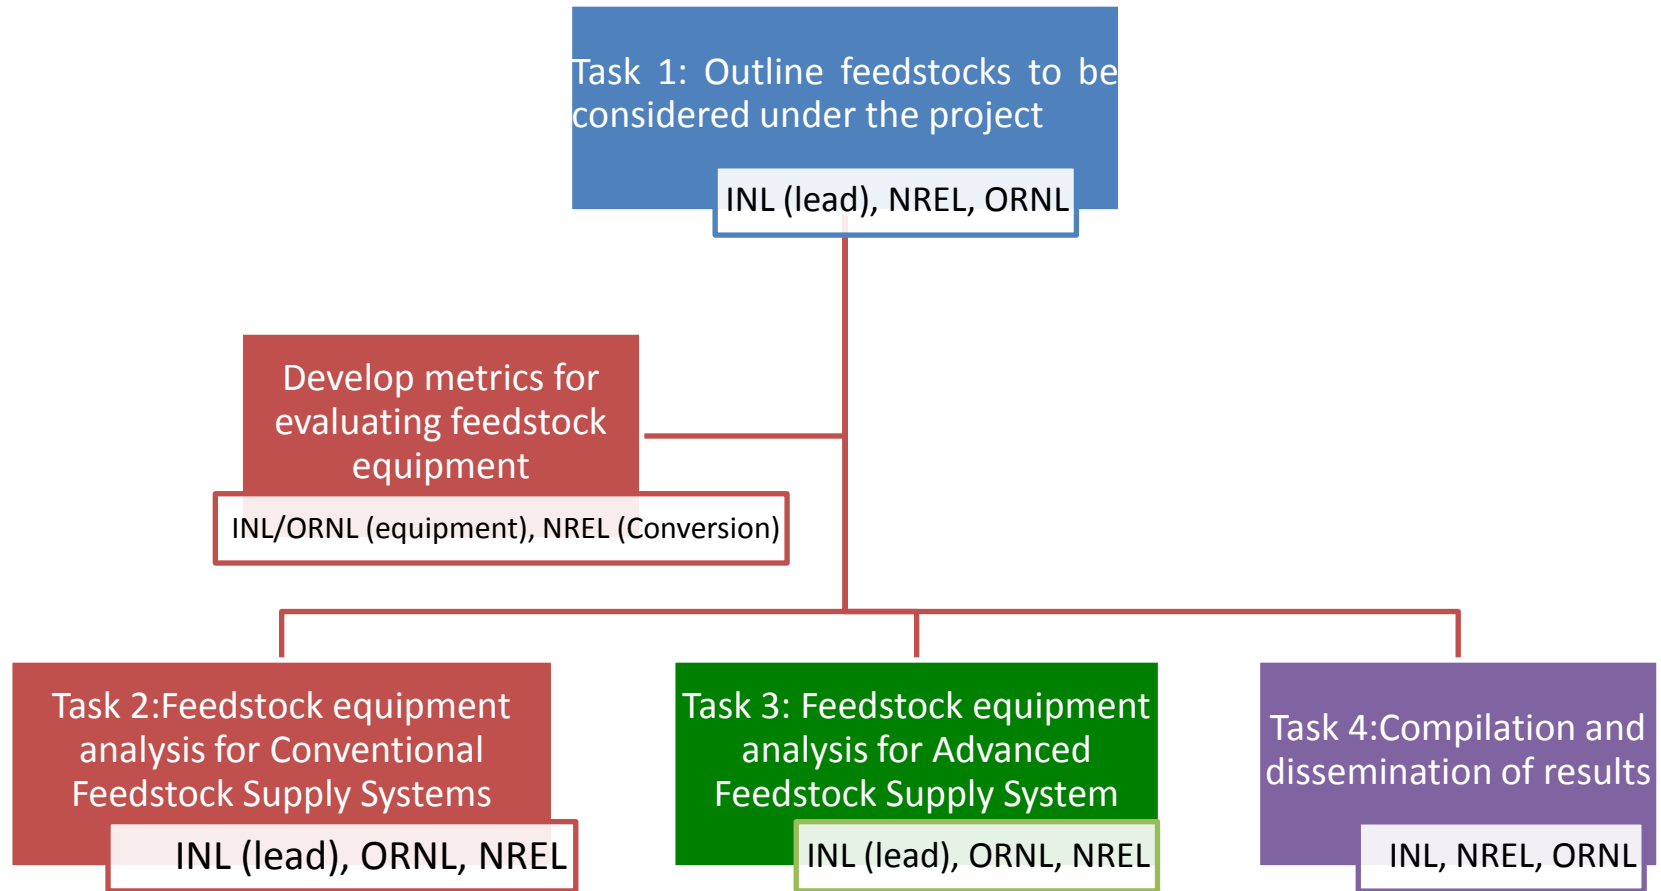 Task 1: Outline feedstocks to be
considered under the project
INL (lead), NREL, ORNL
Develop metrics for
evaluating feedstock
equipment
INL/ORNL (equipment), NREL (Conversion)
Task 2:Feedstock equipment
analysis for Conventional
Feedstock Supply Systems
INL (lead), ORNL, NREL
Task 3: Feedstock equipment
analysis for Advanced
Feedstock Supply System
INL (lead), ORNL, NREL
Task 4:Compilation and
dissemination of results
INL, NREL, ORNL